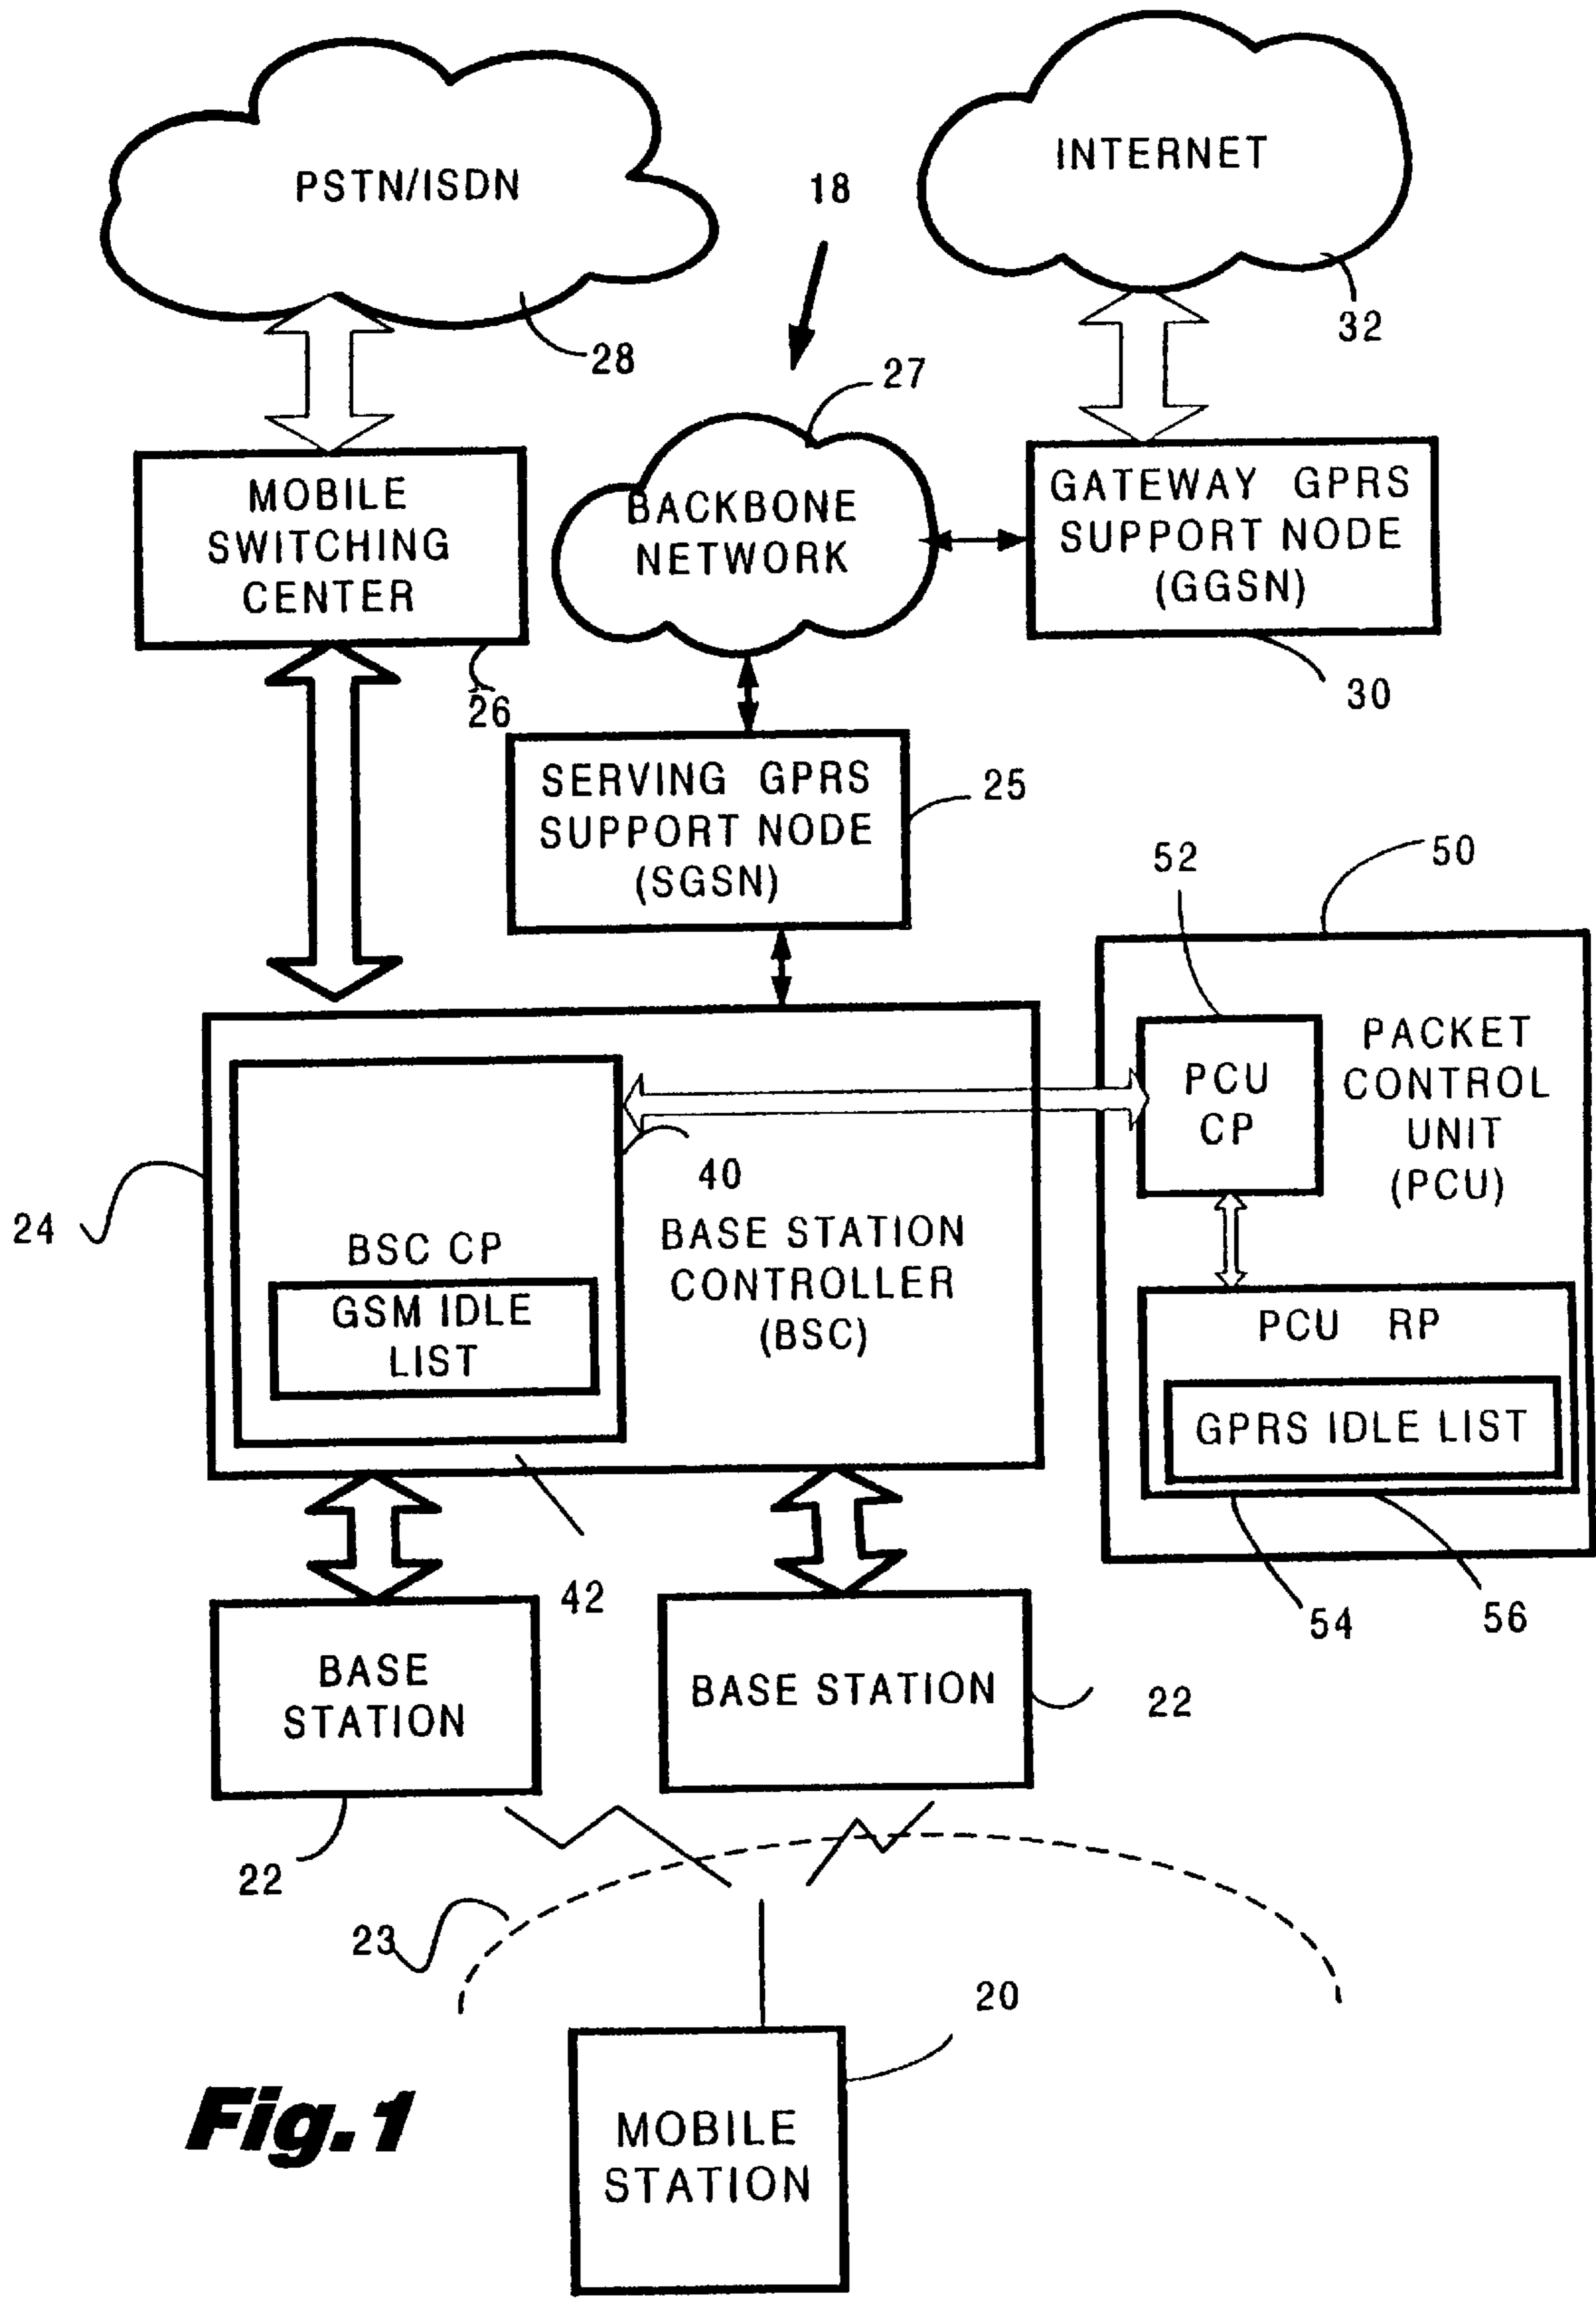 PSTN/ISDN
INTERNET
18
32
28
27
MOBILE
SWITCHING
CENTER
BACKBONE
NETWORK
GATEWAY GPRS
SUPPORT NODE
(GGSN)
26
30
SERVING GPRS
SUPPORT NODE
(SGSN)
25
52
50
PCU
CP
PACKET
CONTROL
UNIT
(PCU)
40
24
BSC CP
GSM IDLE
LIST
BASE STATION
CONTROLLER
(BSC)
PCU RP
GPRS IDLE LIST
42
54
56
BASE
STATION
BASE STATION
22
22
23
20
MOBILE
STATION
Fig.1